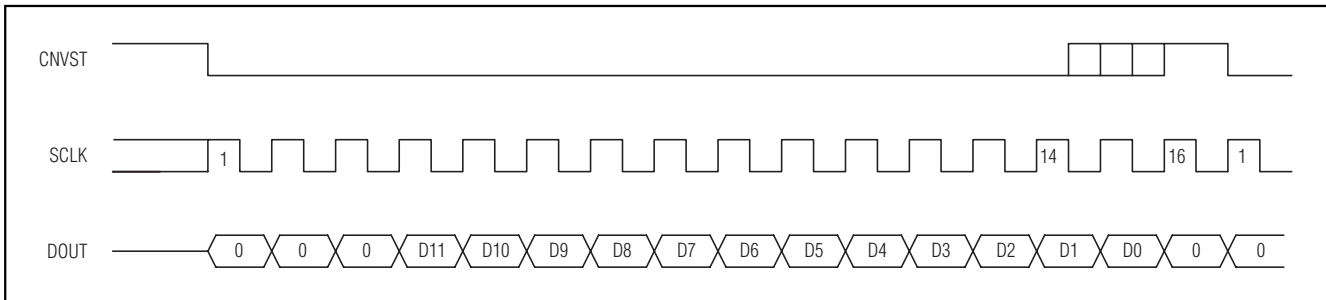 CNVST
SCLK 1 14 16 1
DOUT 0 0 0 D11 D10 D9 D8 D7 D6 D5 D4 D3 D2 D1 D0 0 0